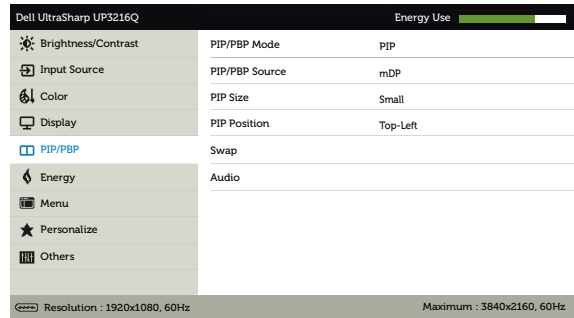 Dell UltraSharp UP3216Q Energy Use
Brightness/Contrast PIP/PBP Mode PIP
Input Source PIP/PBP Source mDP
Color PIP Size Small
Display PIP Position Top-Left
PIP/PBP Swap
Energy Audio
Menu
Personalize
Others
Resolution : 1920x1080, 60Hz Maximum : 3840x2160, 60Hz